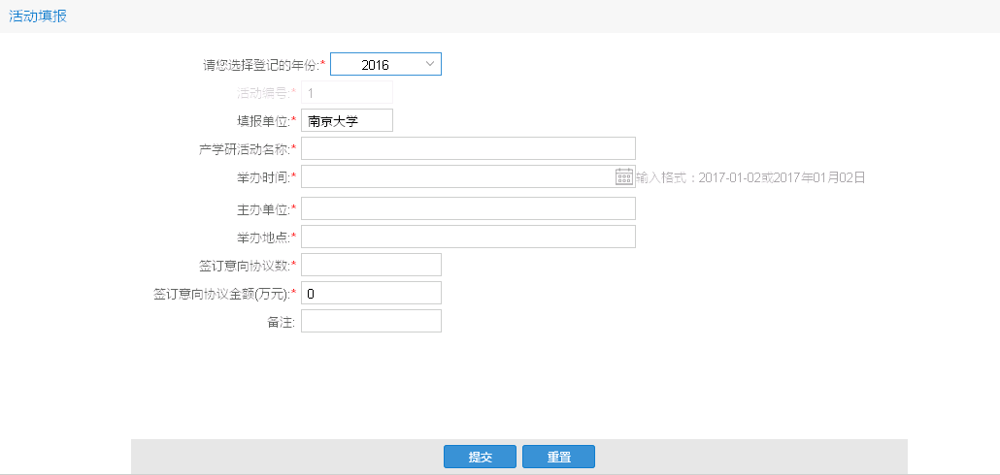 活动填报
请您选择登记的年份:* 2016
活动编号:* 1
填报单位:* 南京大学
产学研活动名称:*
举办时间:* 输入格式：2017-01-02或2017年01月02日
主办单位:*
举办地点:*
签订意向协议数:*
签订意向协议金额(万元):* 0
备注:
提交 重置